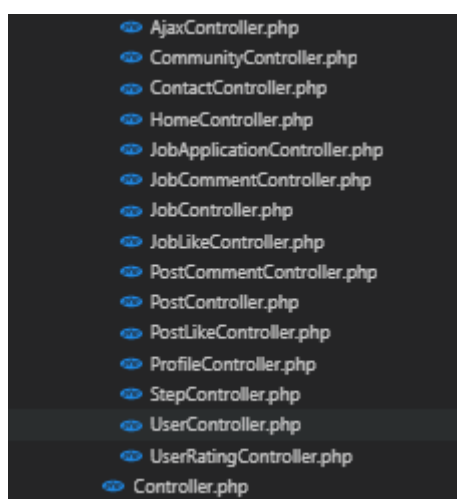 AjaxController.php
CommunityController.php
ContactController.php
HomeController.php
JobApplicationController.php
JobCommentController.php
JobController.php
JobLikeController.php
PostCommentController.php
PostController.php
PostLikeController.php
ProfileController.php
StepController.php
UserController.php
UserRatingController.php
Controller.php